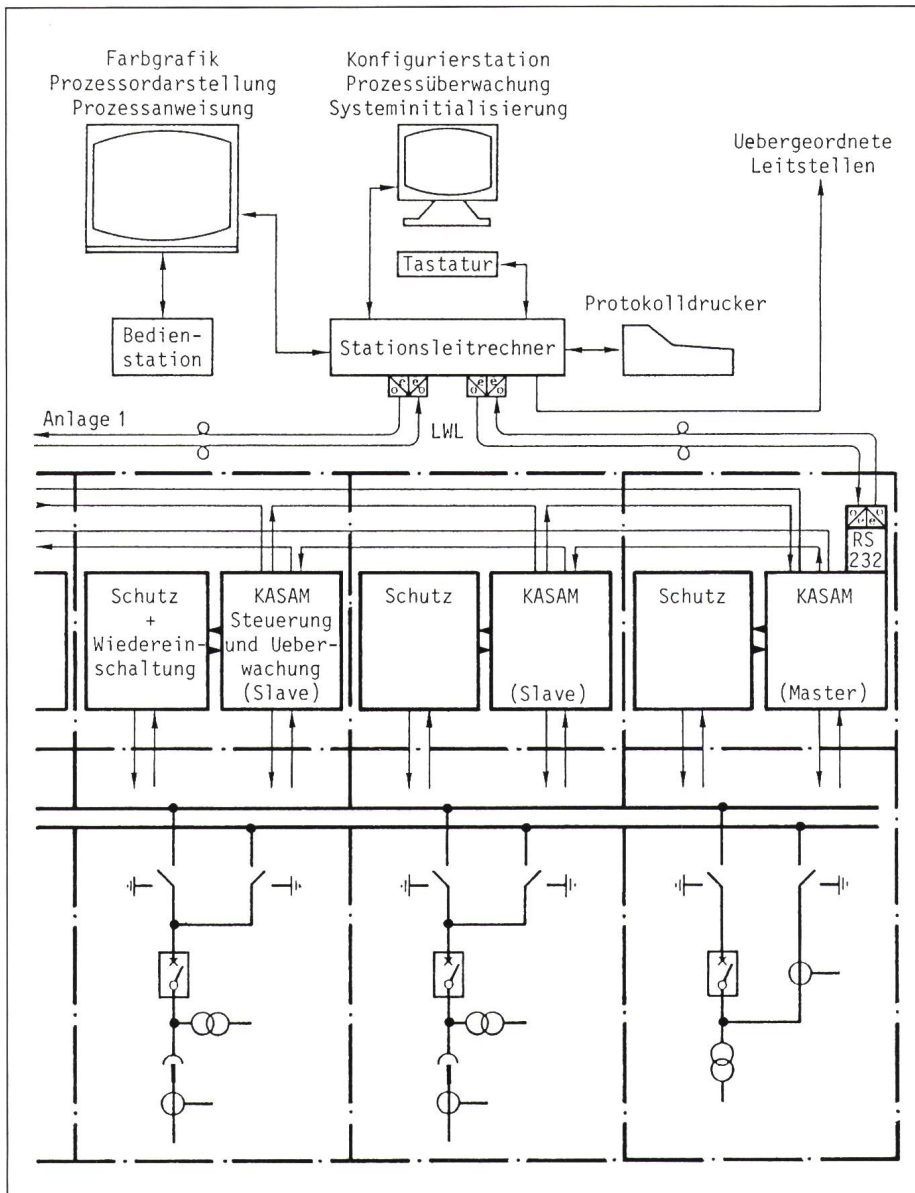 Farbgrafik
Prozessordarstellung
Prozessanweisung
Konfigurierstation
Prozessüberwachung
Systeminitialisierung
Uebergeordnete
Leitstellen
Tastatur
Protokolldrucker
Bedien-
station
Stationsleitrechner
o e e o
o e e o
Anlage 1
LWL
o e e o
RS
232
Schutz
+
Wiederein-
schaltung
KASAM
Steuerung
und Ueber-
wachung
(Slave)
Schutz
KASAM
(Slave)
Schutz
KASAM
(Master)